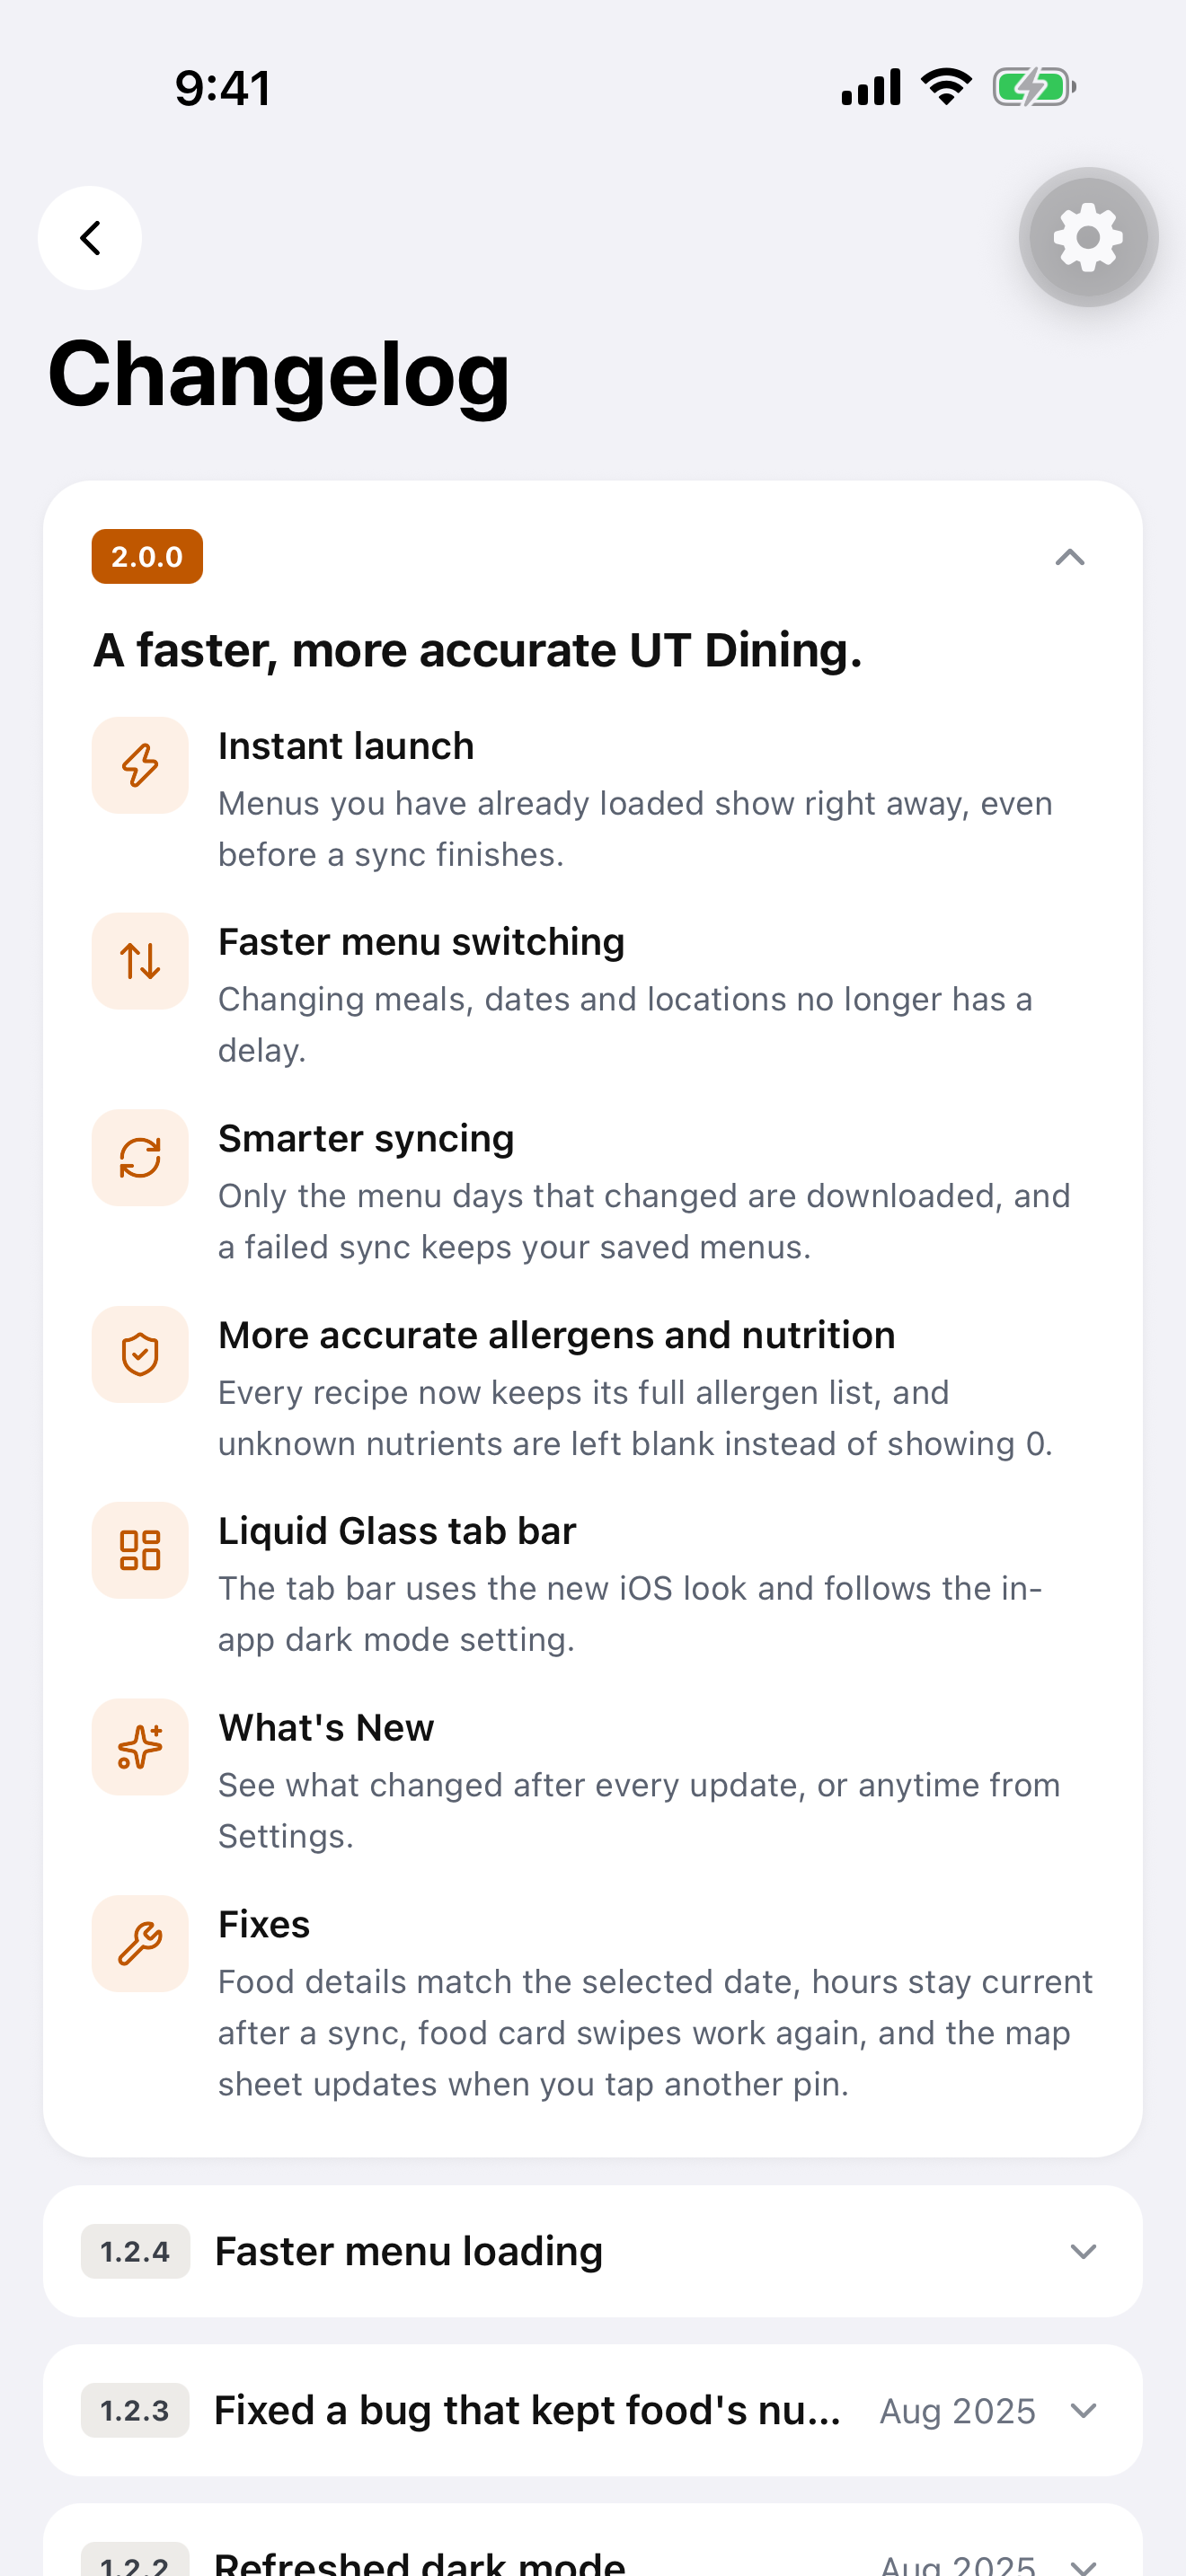 9:41
Changelog
2.0.0
A faster, more accurate UT Dining.
Instant launch
Menus you have already loaded show right away, even
before a sync finishes.
Faster menu switching
Changing meals, dates and locations no longer has a
delay.
Smarter syncing
Only the menu days that changed are downloaded, and
a failed sync keeps your saved menus.
More accurate allergens and nutrition
Every recipe now keeps its full allergen list, and
unknown nutrients are left blank instead of showing 0.
Liquid Glass tab bar
The tab bar uses the new iOS look and follows the in-
app dark mode setting.
What's New
See what changed after every update, or anytime from
Settings.
Fixes
Food details match the selected date, hours stay current
after a sync, food card swipes work again, and the map
sheet updates when you tap another pin.
1.2.4 Faster menu loading
1.2.3 Fixed a bug that kept food's nu... Aug 2025
1.2.2 Refreshed dark mode Aug 2025